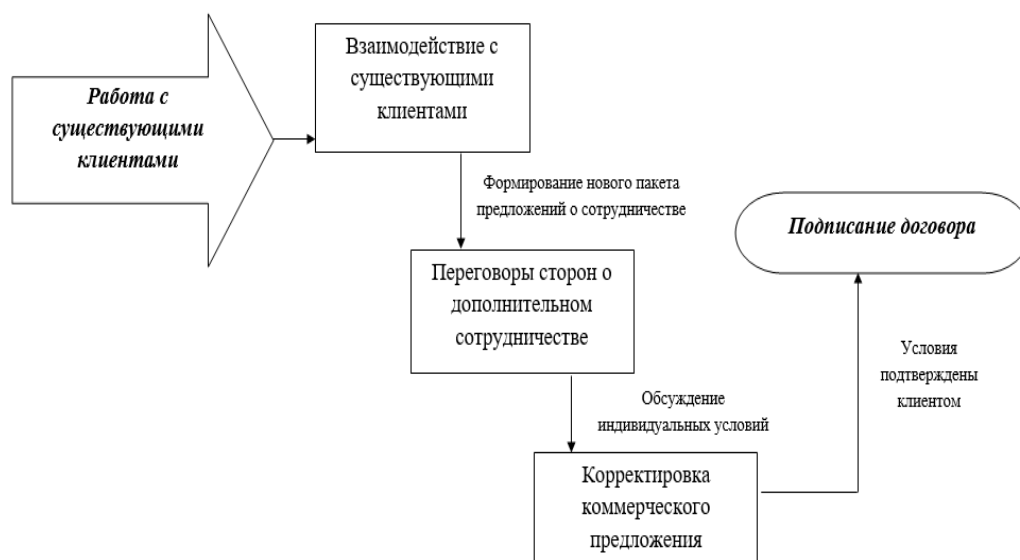 Работа с
существующими
клиентами
Взаимодействие с
существующими
клиентами
Формирование нового пакета
предложений о сотрудничестве
Переговоры сторон о
дополнительном
сотрудничестве
Обсуждение
индивидуальных условий
Корректировка
коммерческого
предложения
Условия
подтверждены
клиентом
Подписание договора